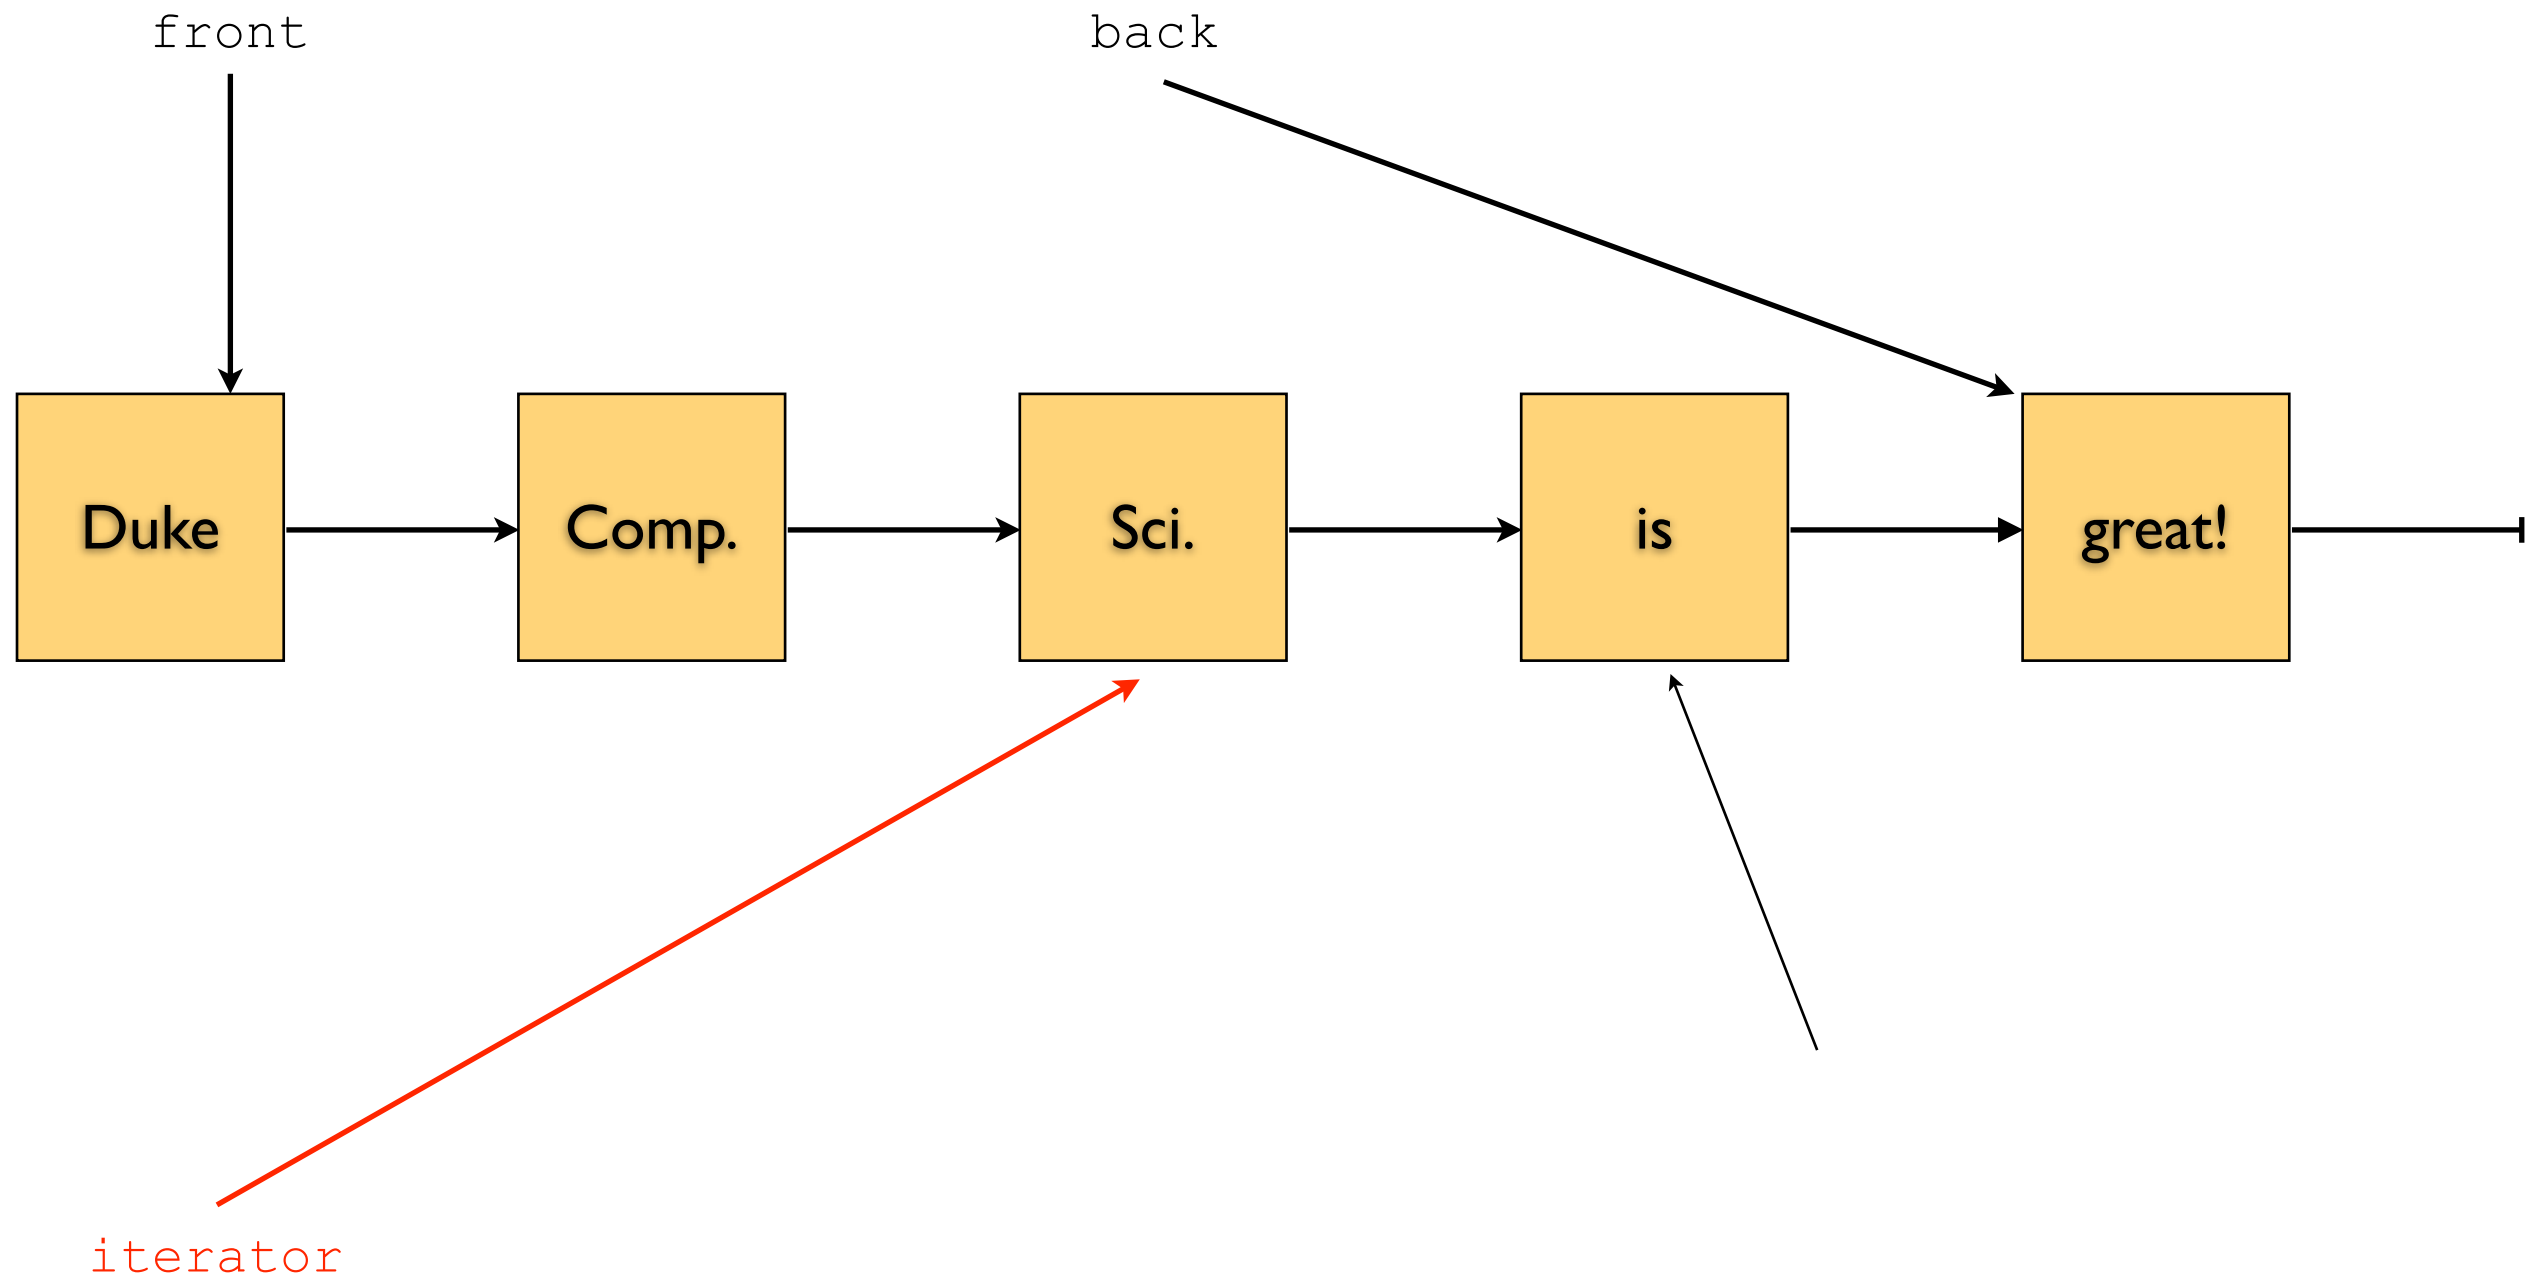 front
back
Duke
Comp.
Sci.
is
great!
iterator